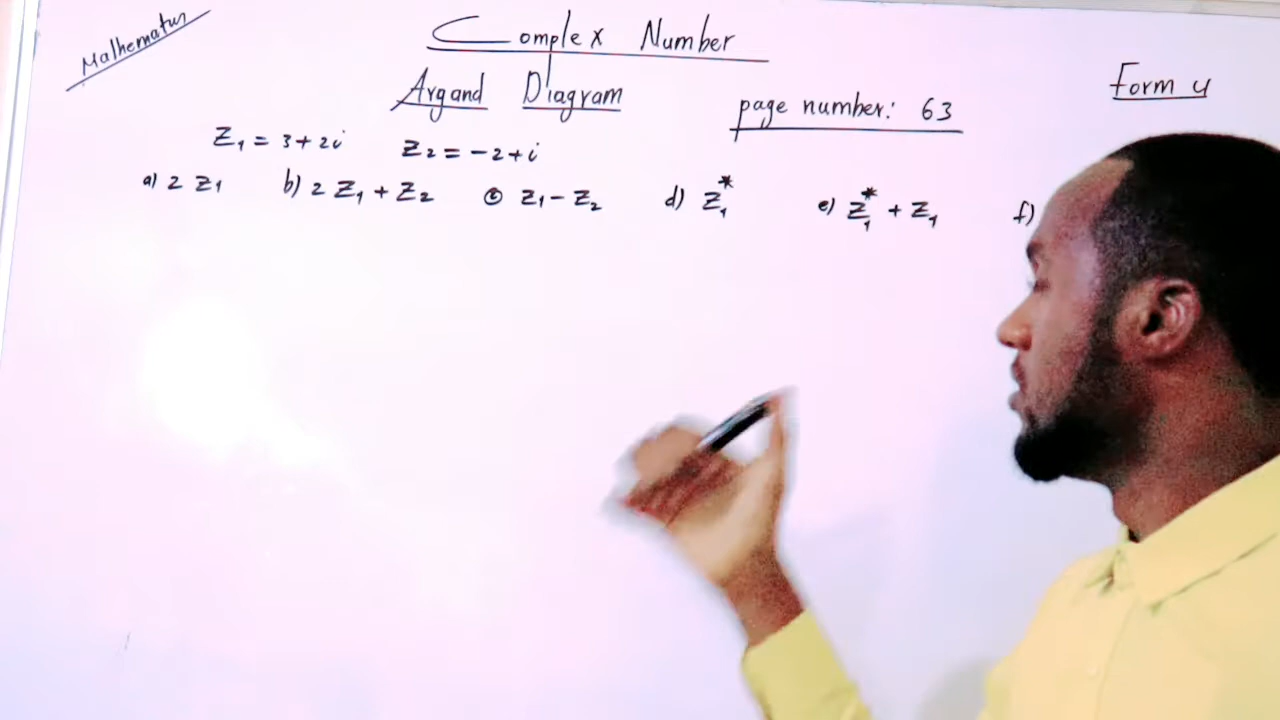 Mathematus
Complex Number
Argand Diagram
page number: 63
Form 4
Z₁ = 3+2i Z₂ = -2+i
a) 2 Z₁ b) 2 Z₁ + Z₂ c) Z₁ - Z₂ d) Z₁* e) Z₁* + Z₁ f)